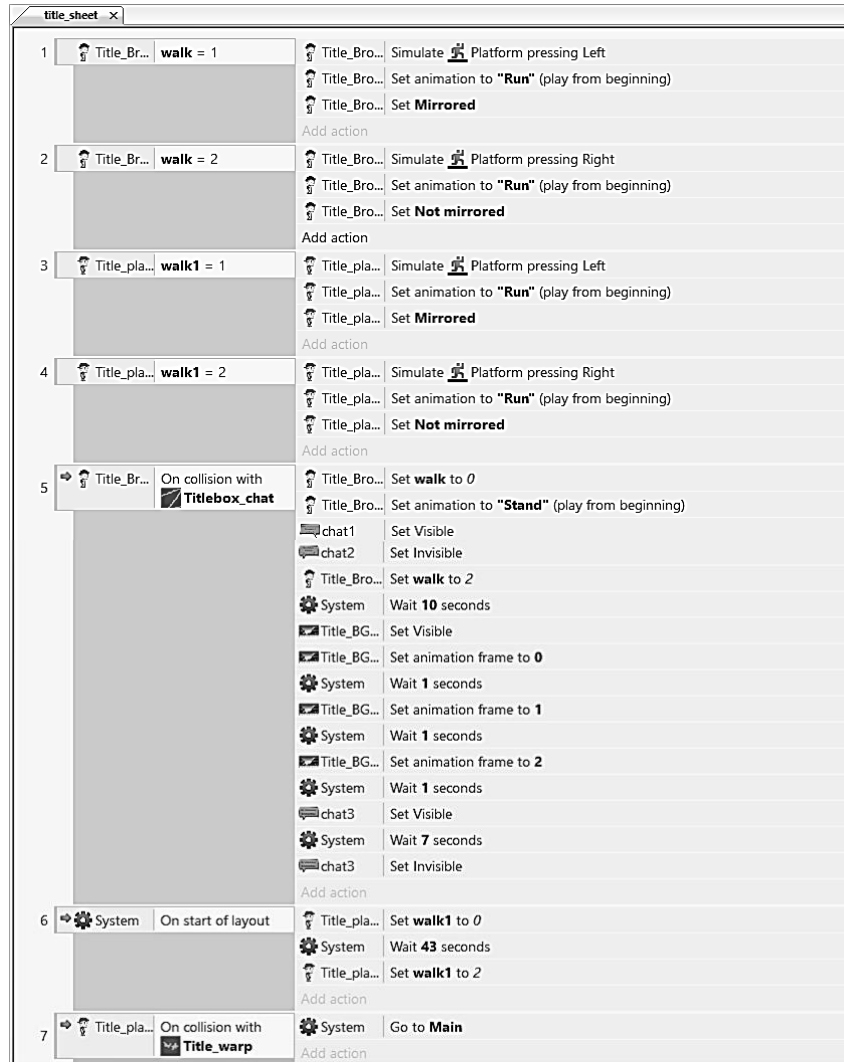 title_sheet x
1 Title_Br... walk = 1 Title_Bro... Simulate Platform pressing Left
Title_Bro... Set animation to "Run" (play from beginning)
Title_Bro... Set Mirrored
Add action
2 Title_Br... walk = 2 Title_Bro... Simulate Platform pressing Right
Title_Bro... Set animation to "Run" (play from beginning)
Title_Bro... Set Not mirrored
Add action
3 Title_pla... walk1 = 1 Title_pla... Simulate Platform pressing Left
Title_pla... Set animation to "Run" (play from beginning)
Title_pla... Set Mirrored
Add action
4 Title_pla... walk1 = 2 Title_pla... Simulate Platform pressing Right
Title_pla... Set animation to "Run" (play from beginning)
Title_pla... Set Not mirrored
Add action
5 Title_Br... On collision with Titlebox_chat Title_Bro... Set walk to 0
Title_Bro... Set animation to "Stand" (play from beginning)
chat1 Set Visible
chat2 Set Invisible
Title_Bro... Set walk to 2
System Wait 10 seconds
Title_BG... Set Visible
Title_BG... Set animation frame to 0
System Wait 1 seconds
Title_BG... Set animation frame to 1
System Wait 1 seconds
Title_BG... Set animation frame to 2
System Wait 1 seconds
chat3 Set Visible
System Wait 7 seconds
chat3 Set Invisible
Add action
6 System On start of layout Title_pla... Set walk1 to 0
System Wait 43 seconds
Title_pla... Set walk1 to 2
Add action
7 Title_pla... On collision with Title_warp System Go to Main
Add action